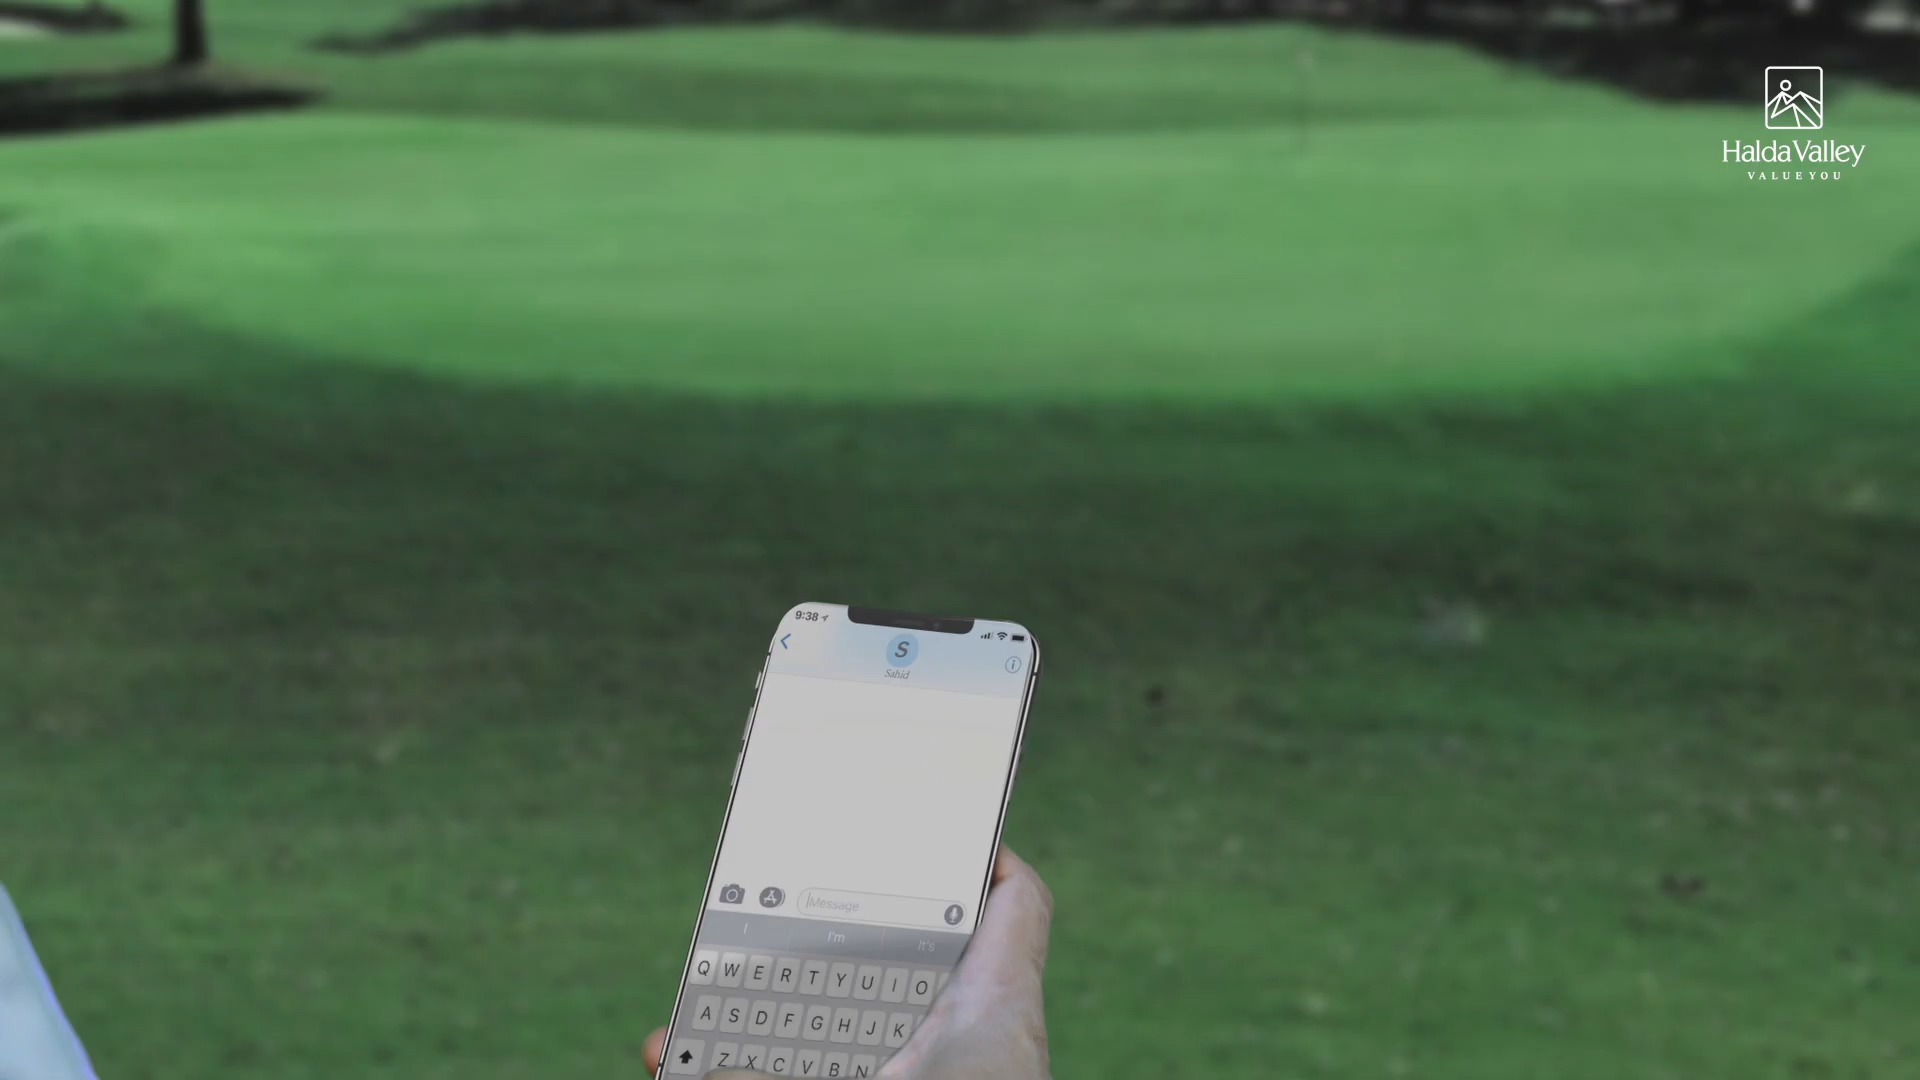 Halda Valley
VALUE YOU
9:38
S
Sahid
Message
I
I'm
It's
Q W E R T Y U I O
A S D F G H J K
Z X C V B N